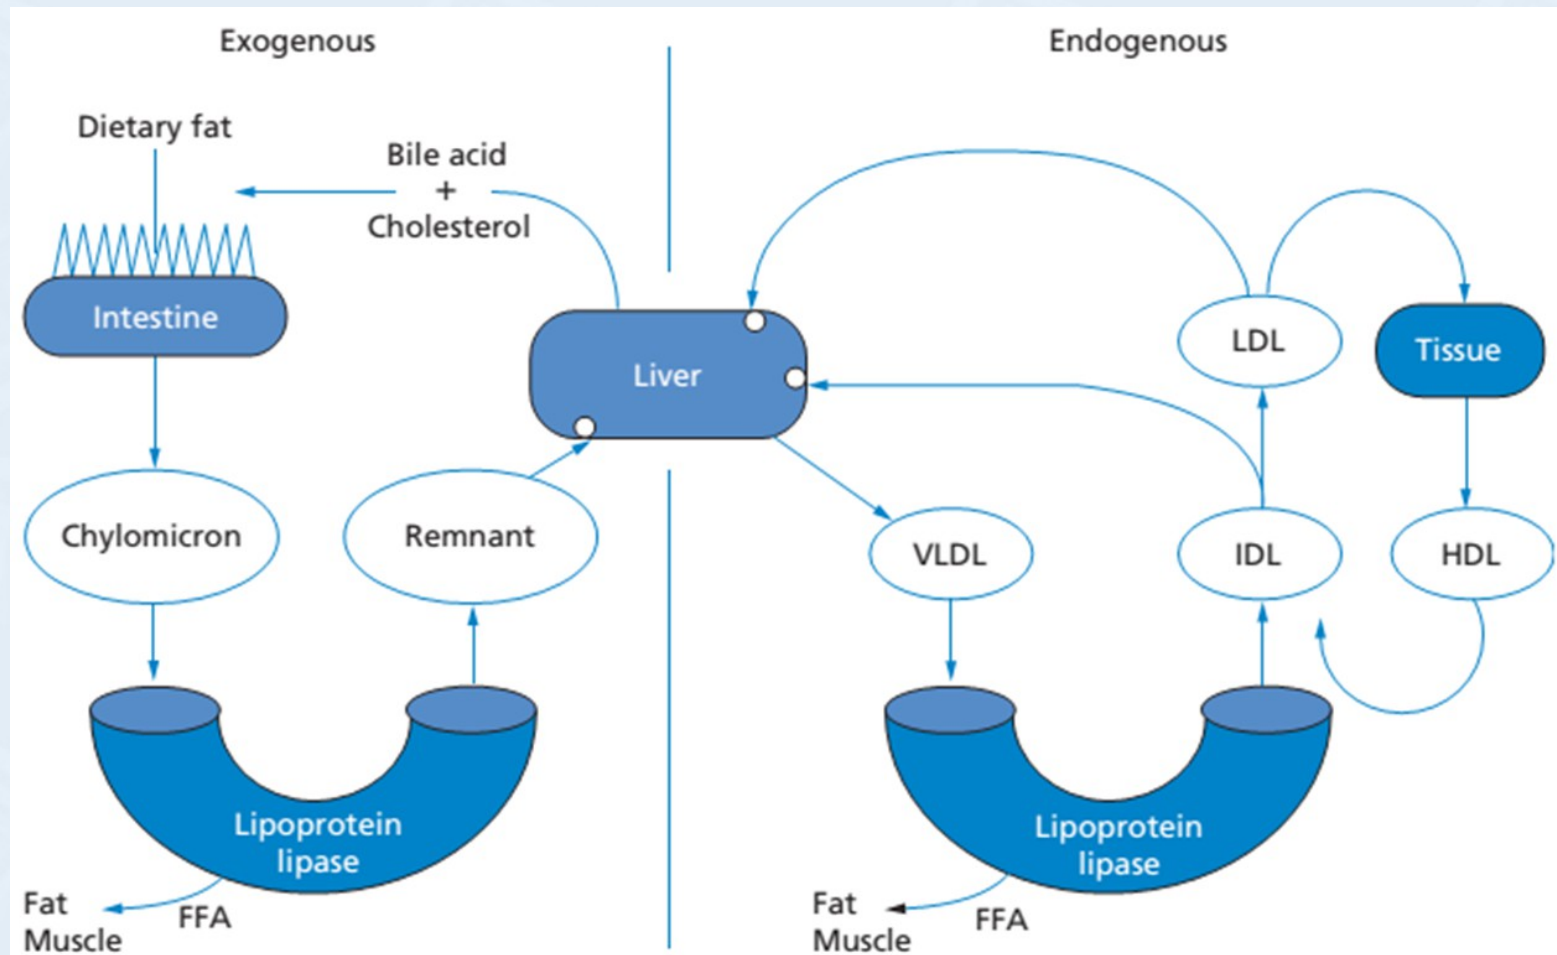 Exogenous
Endogenous
Dietary fat
Bile acid
+
Cholesterol
Intestine
Liver
LDL
Tissue
Chylomicron
Remnant
VLDL
IDL
HDL
Lipoprotein
lipase
Lipoprotein
lipase
Fat
Muscle
FFA
Fat
Muscle
FFA